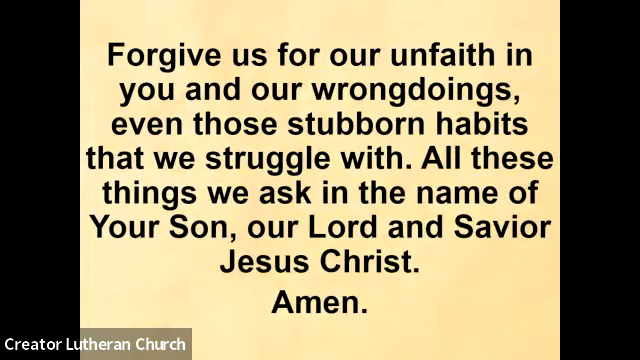 Forgive us for our unfaith in
you and our wrongdoings,
even those stubborn habits
that we struggle with. All these
things we ask in the name of
Your Son, our Lord and Savior
Jesus Christ.
Amen.
Creator Lutheran Church